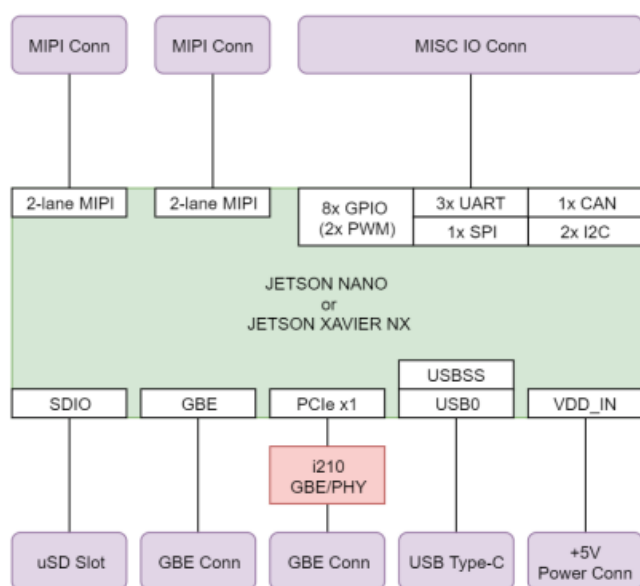 MIPI Conn
MIPI Conn
MISC IO Conn
2-lane MIPI
2-lane MIPI
8x GPIO
(2x PWM)
3x UART
1x CAN
1x SPI
2x I2C
JETSON NANO
or
JETSON XAVIER NX
USBSS
SDIO
GBE
PCIe x1
USB0
VDD_IN
i210
GBE/PHY
uSD Slot
GBE Conn
GBE Conn
USB Type-C
+5V
Power Conn